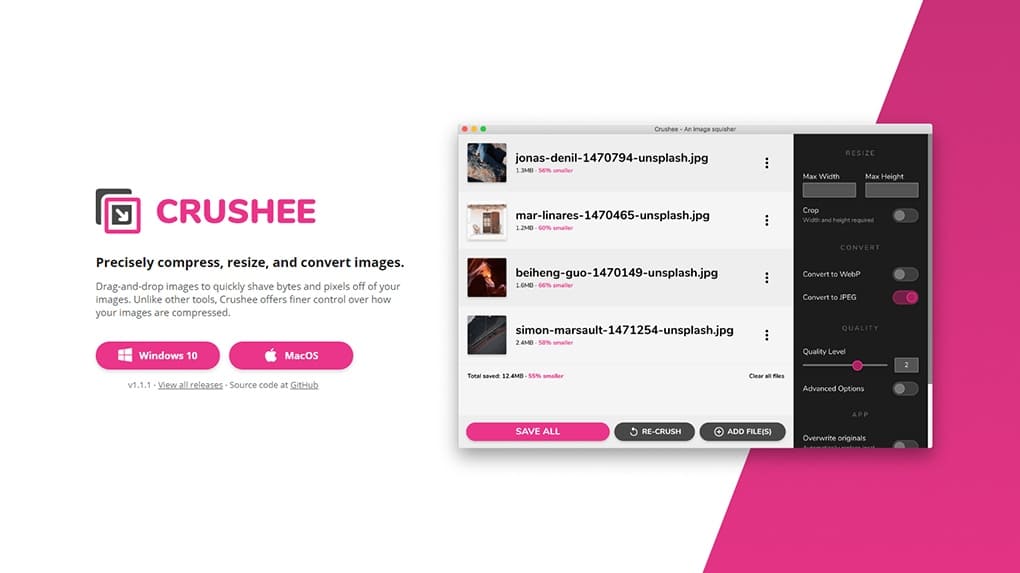 CRUSHEE
Precisely compress, resize, and convert images.
Drag-and-drop images to quickly shave bytes and pixels off of your
images. Unlike other tools, Crushee offers finer control over how
your images are compressed.
Windows 10
MacOS
v1.1.1 · View all releases · Source code at GitHub
Crushee - An image squisher
jonas-denil-1470794-unsplash.jpg
1.3MB · 56% smaller
mar-linares-1470465-unsplash.jpg
1.2MB · 60% smaller
beiheng-guo-1470149-unsplash.jpg
1.6MB · 66% smaller
simon-marsault-1471254-unsplash.jpg
2.4MB · 58% smaller
Total saved: 12.4MB · 55% smaller
Clear all files
SAVE ALL
RE-CRUSH
ADD FILE(S)
RESIZE
Max Width
Max Height
Crop
Width and height required
CONVERT
Convert to WebP
Convert to JPEG
QUALITY
Quality Level
2
Advanced Options
APP
Overwrite originals